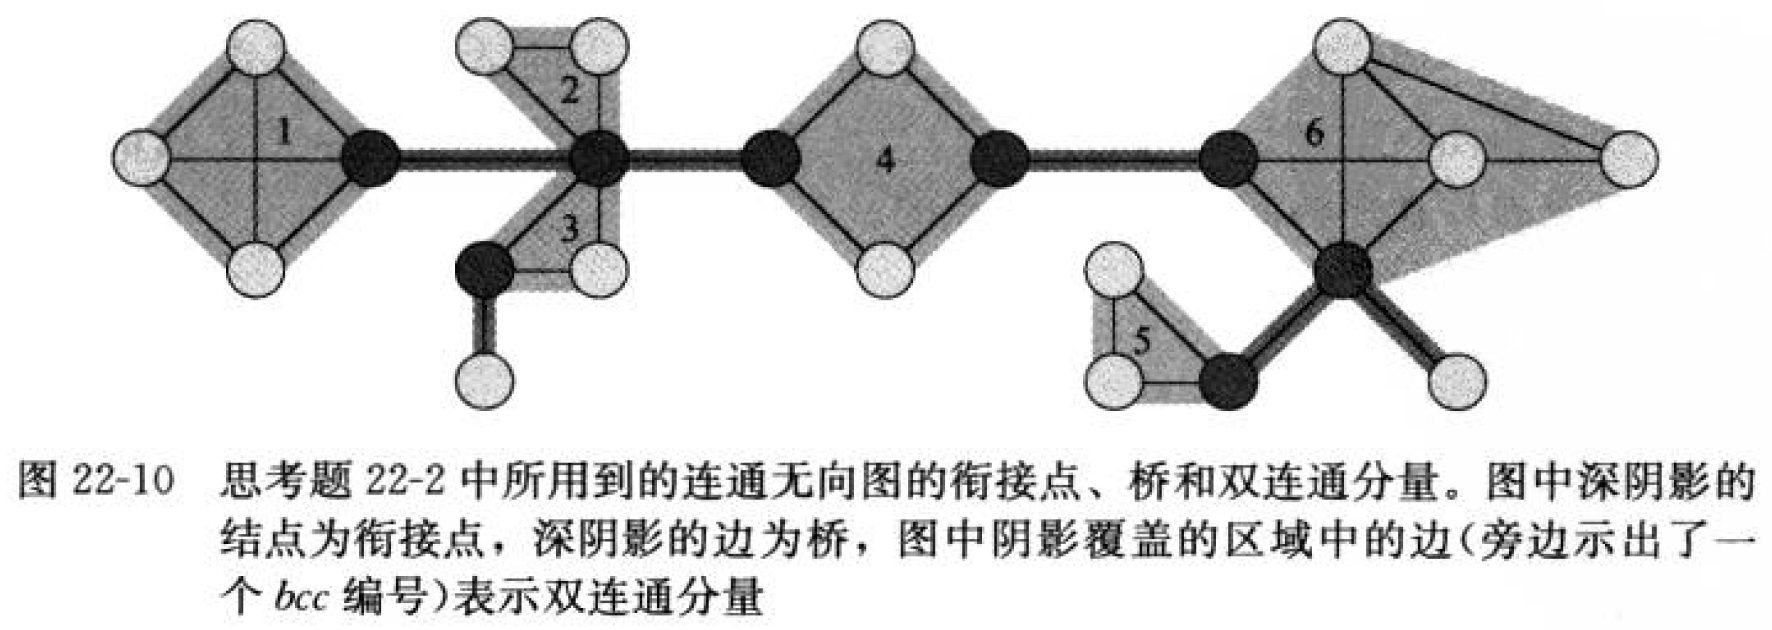 1
2
3
4
5
6
图 22-10 思考题 22-2 中所用到的连通无向图的衔接点、桥和双连通分量。图中深阴影的
结点为衔接点，深阴影的边为桥，图中阴影覆盖的区域中的边(旁边示出了一
个 bcc 编号)表示双连通分量